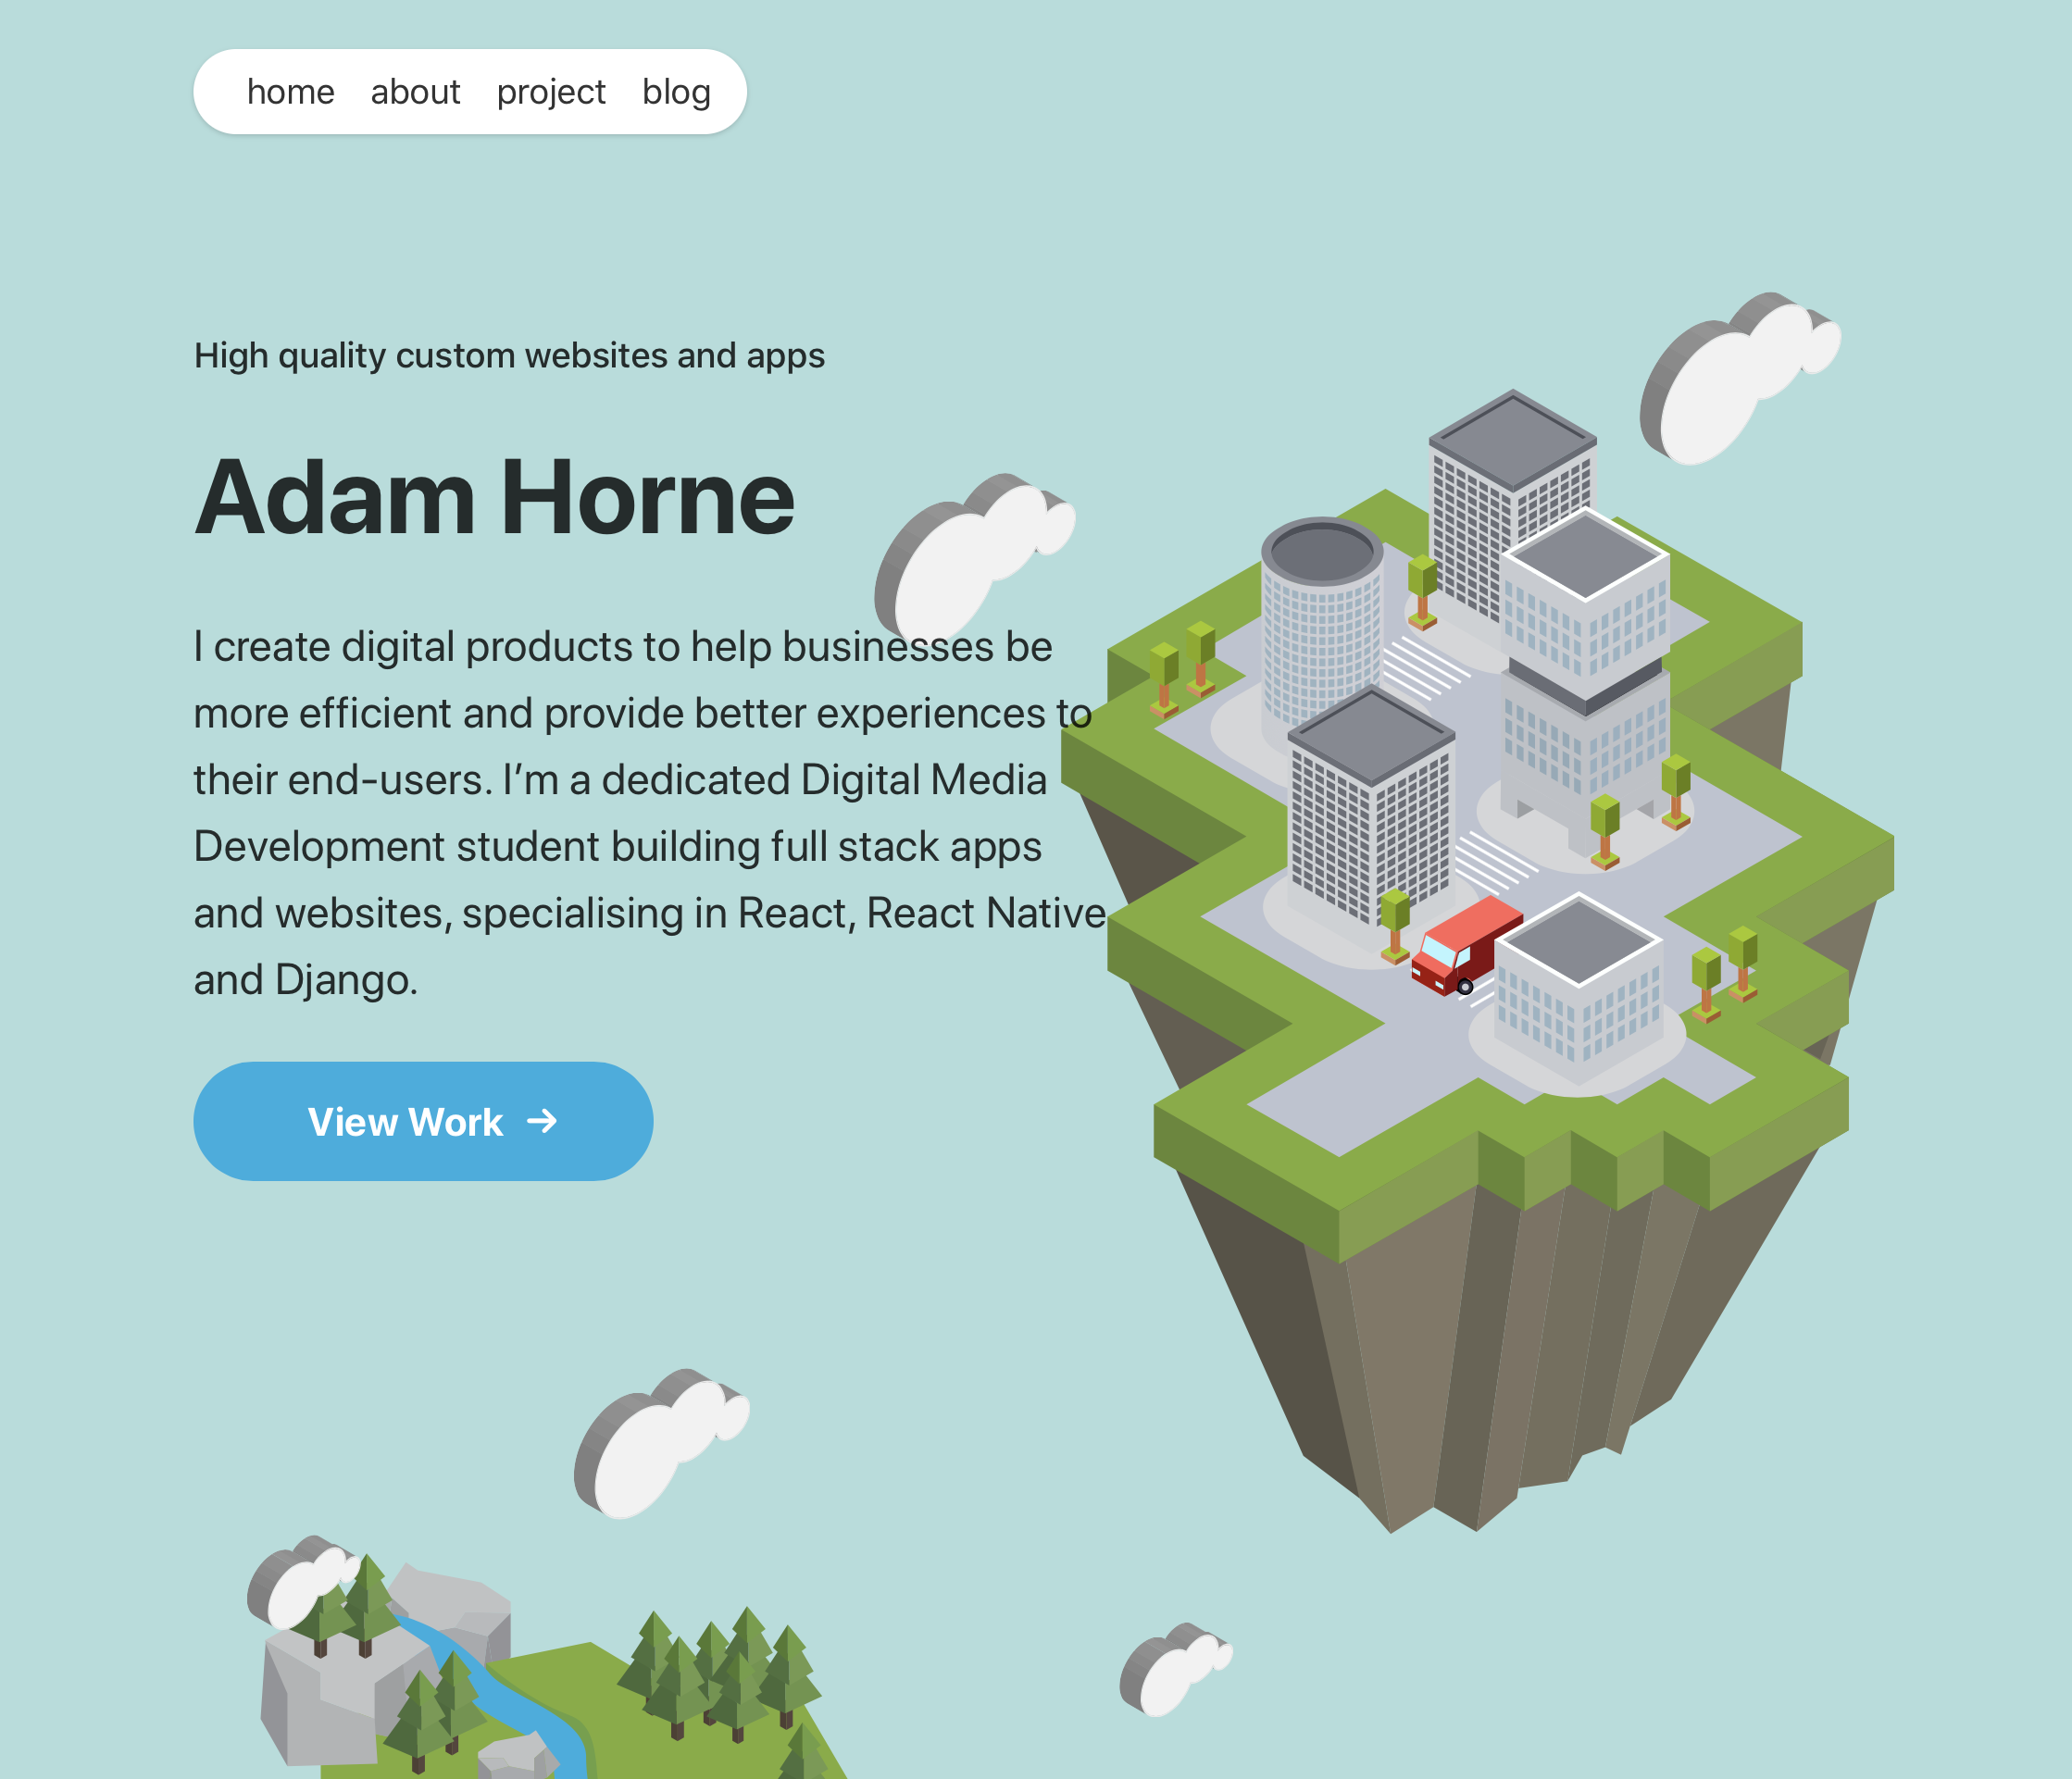 home about project blog
High quality custom websites and apps
Adam Horne
I create digital products to help businesses be
more efficient and provide better experiences to
their end-users. I’m a dedicated Digital Media
Development student building full stack apps
and websites, specialising in React, React Native
and Django.
View Work →